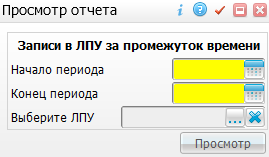 Просмотр отчета
Записи в ЛПУ за промежуток времени
Начало периода
Конец периода
Выберите ЛПУ ...
Просмотр